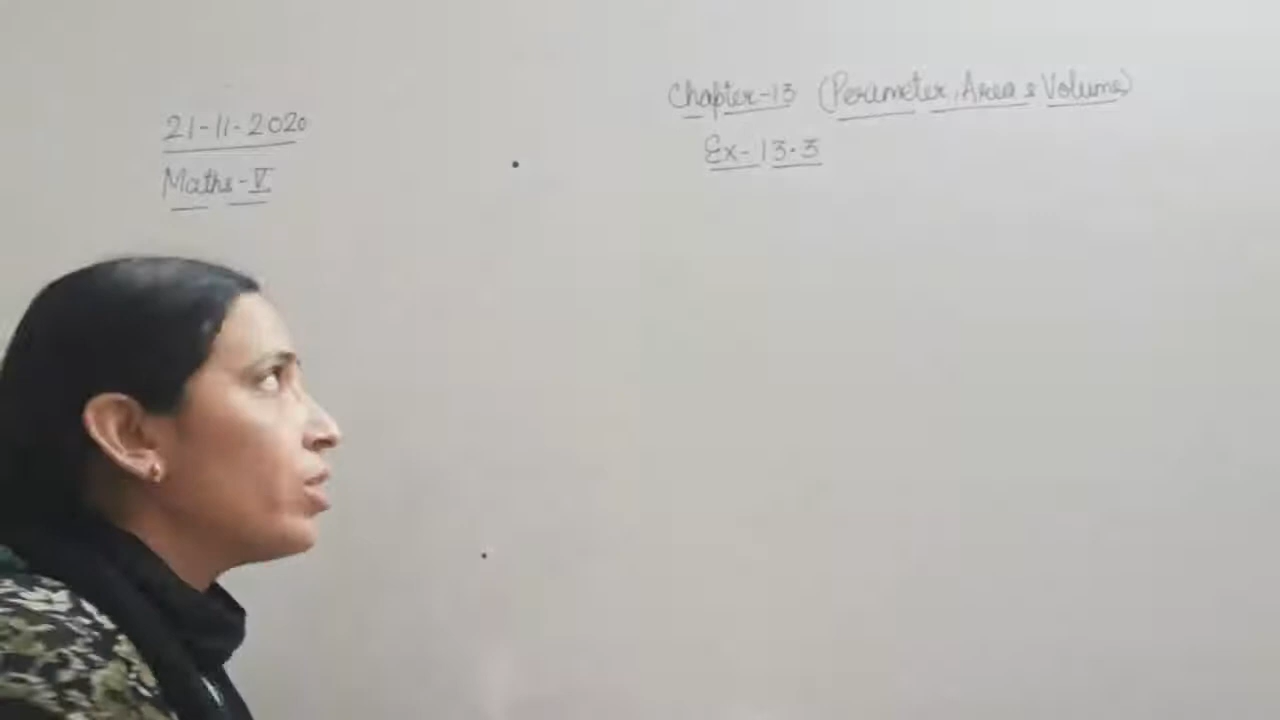 21-11-2020
Maths-V
Chapter-13 (Perimeter, Area & Volume)
Ex-13.3